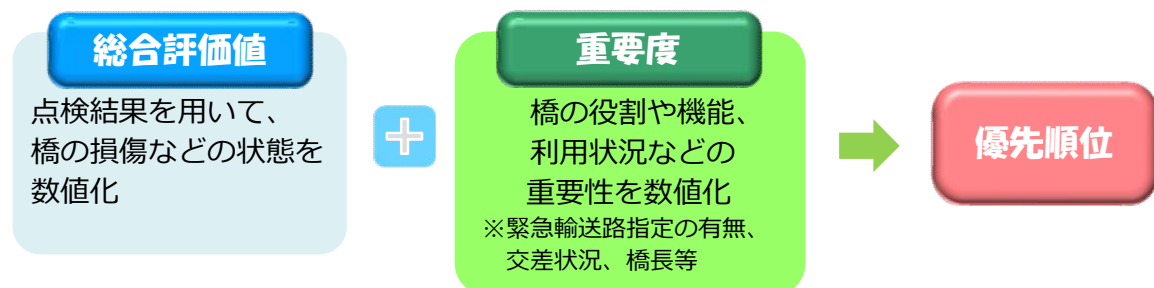 総合評価値
点検結果を用いて、
橋の損傷などの状態を
数値化
重要度
橋の役割や機能、
利用状況などの
重要性を数値化
※緊急輸送路指定の有無、
交差状況、橋長等
優先順位